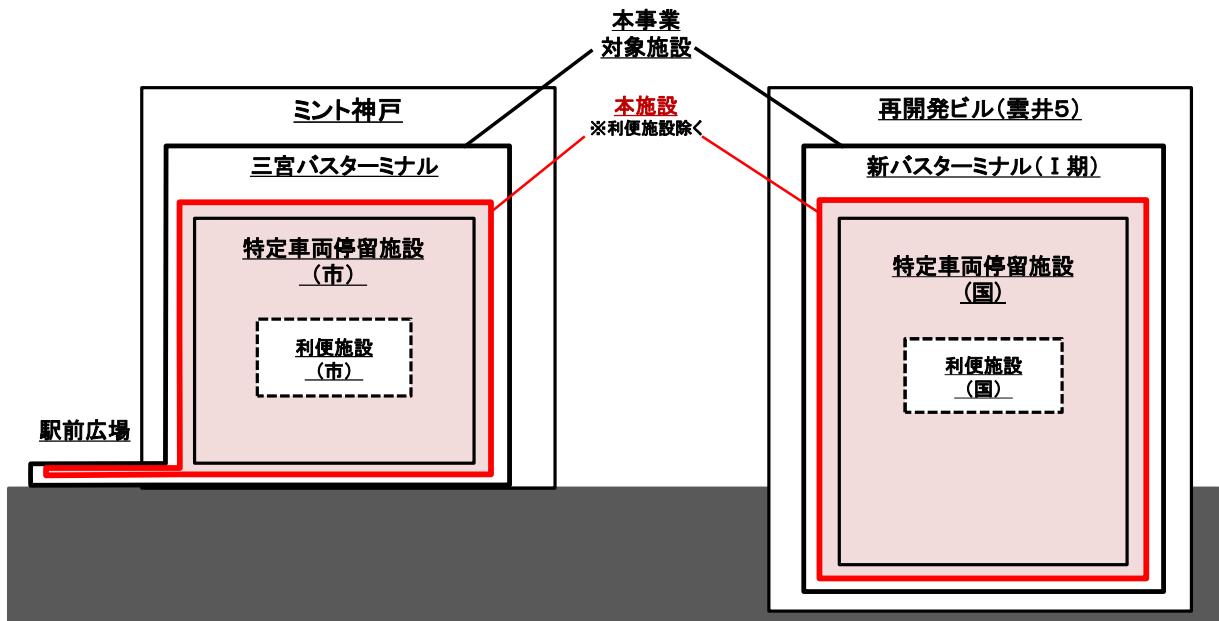 本事業
対象施設
本施設
※利便施設除く
ミント神戸
三宮バスターミナル
特定車両停留施設
(市)
利便施設
(市)
駅前広場
再開発ビル(雲井5)
新バスターミナル(Ⅰ期)
特定車両停留施設
(国)
利便施設
(国)